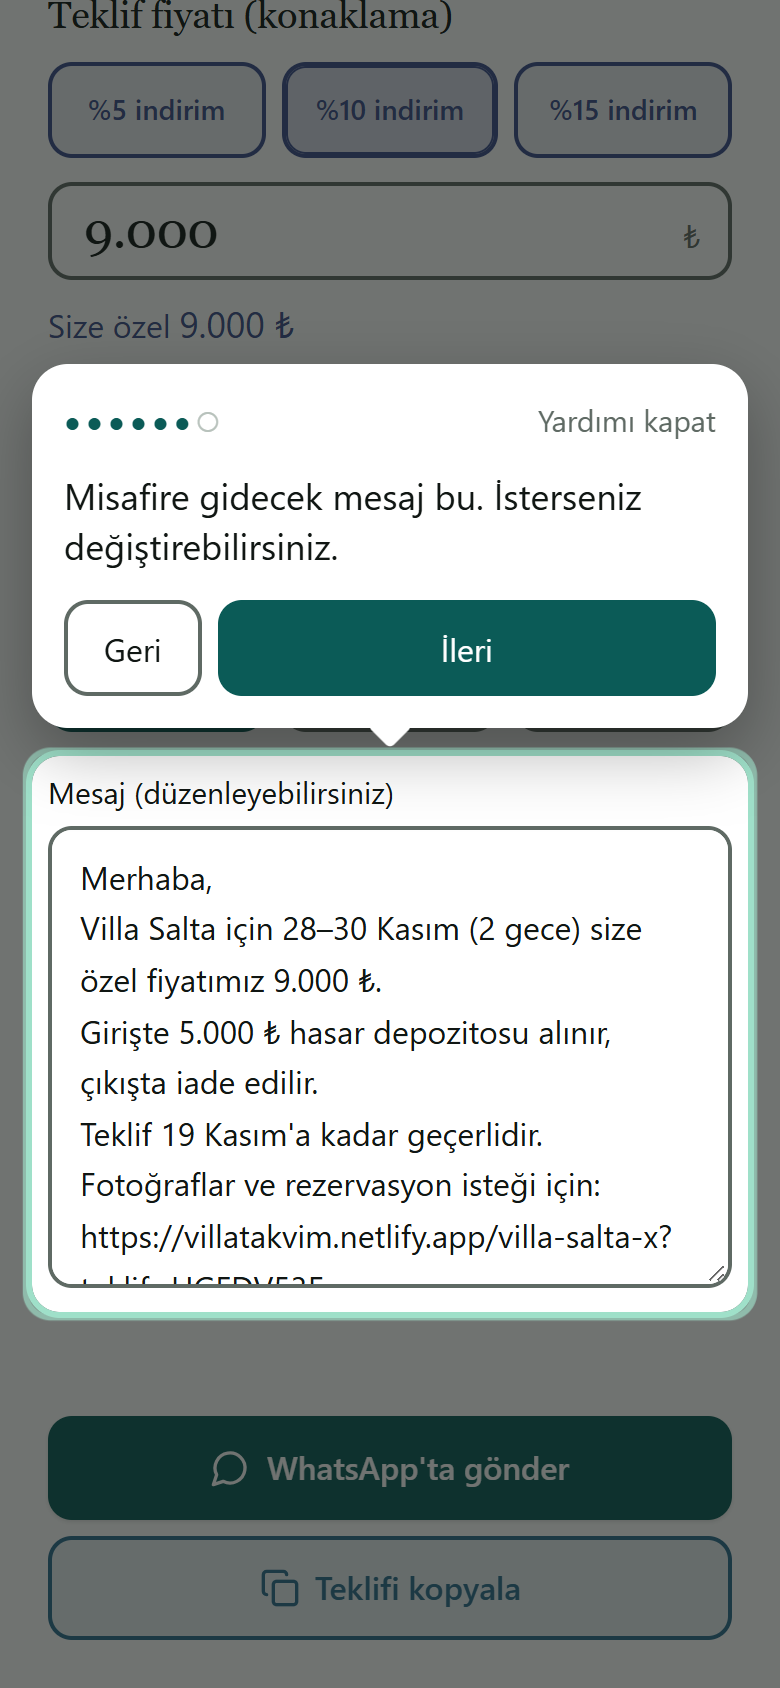 Teklif fiyatı (konaklama)
%5 indirim
%10 indirim
%15 indirim
9.000 ₺
Size özel 9.000 ₺
Yardımı kapat
Misafire gidecek mesaj bu. İsterseniz
değiştirebilirsiniz.
Geri
İleri
Mesaj (düzenleyebilirsiniz)
Merhaba,
Villa Salta için 28–30 Kasım (2 gece) size
özel fiyatımız 9.000 ₺.
Girişte 5.000 ₺ hasar depozitosu alınır,
çıkışta iade edilir.
Teklif 19 Kasım'a kadar geçerlidir.
Fotoğraflar ve rezervasyon isteği için:
https://villatakvim.netlify.app/villa-salta-x?
WhatsApp'ta gönder
Teklifi kopyala